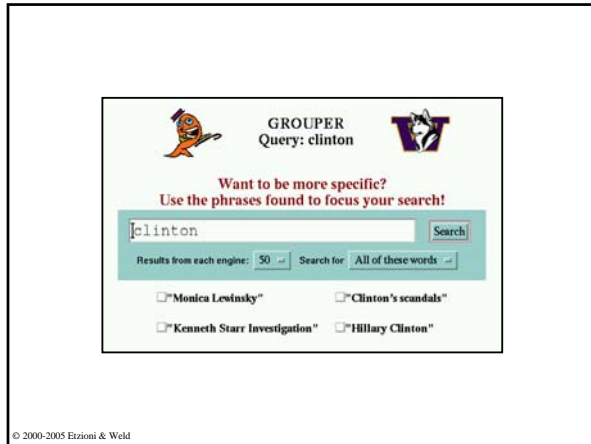 GROUPER
Query: clinton
W
Want to be more specific?
Use the phrases found to focus your search!
clinton
Search
Results from each engine: 50 Search for All of these words
"Monica Lewinsky" "Clinton's scandals"
"Kenneth Starr Investigation" "Hillary Clinton"
© 2000-2005 Etzioni & Weld